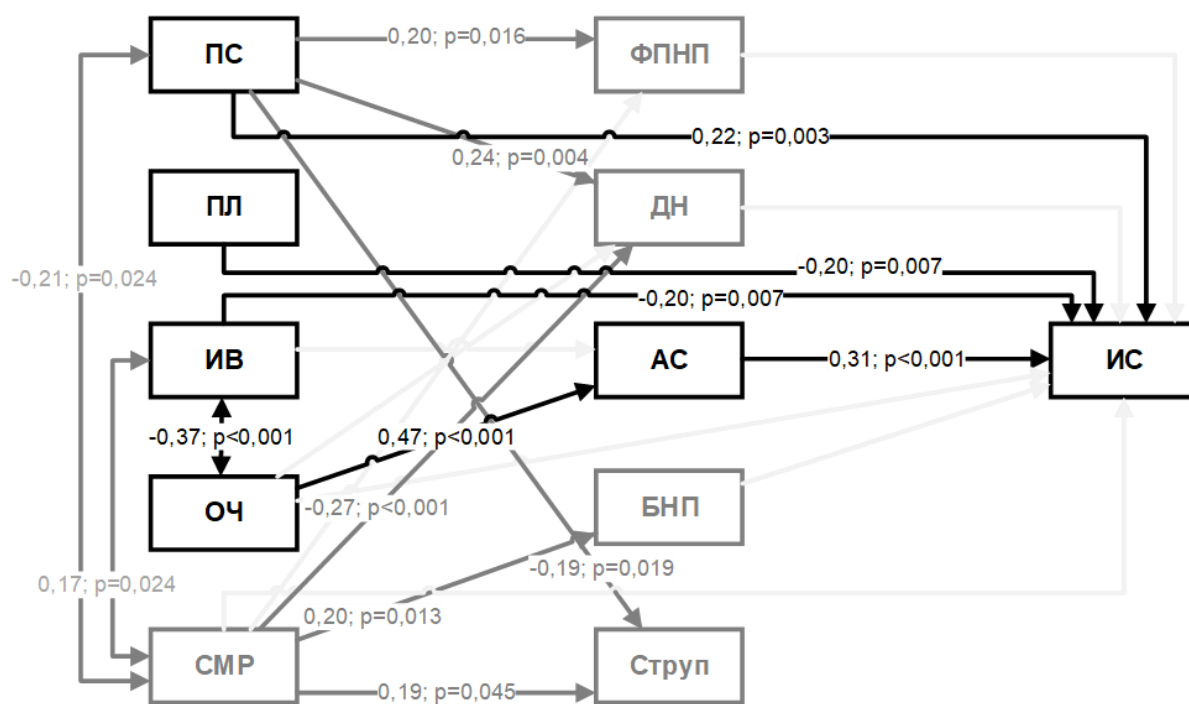 ПС
0,20; p=0,016
ФПНП
0,22; p=0,003
0,24; p=0,004
ПЛ
ДН
-0,21; p=0,024
-0,20; p=0,007
-0,20; p=0,007
ИВ
АС
0,31; p<0,001
ИС
-0,37; p<0,001
0,47; p<0,001
ОЧ
-0,27; p<0,001
БНП
0,17; p=0,024
-0,19; p=0,019
0,20; p=0,013
СМР
Струп
0,19; p=0,045